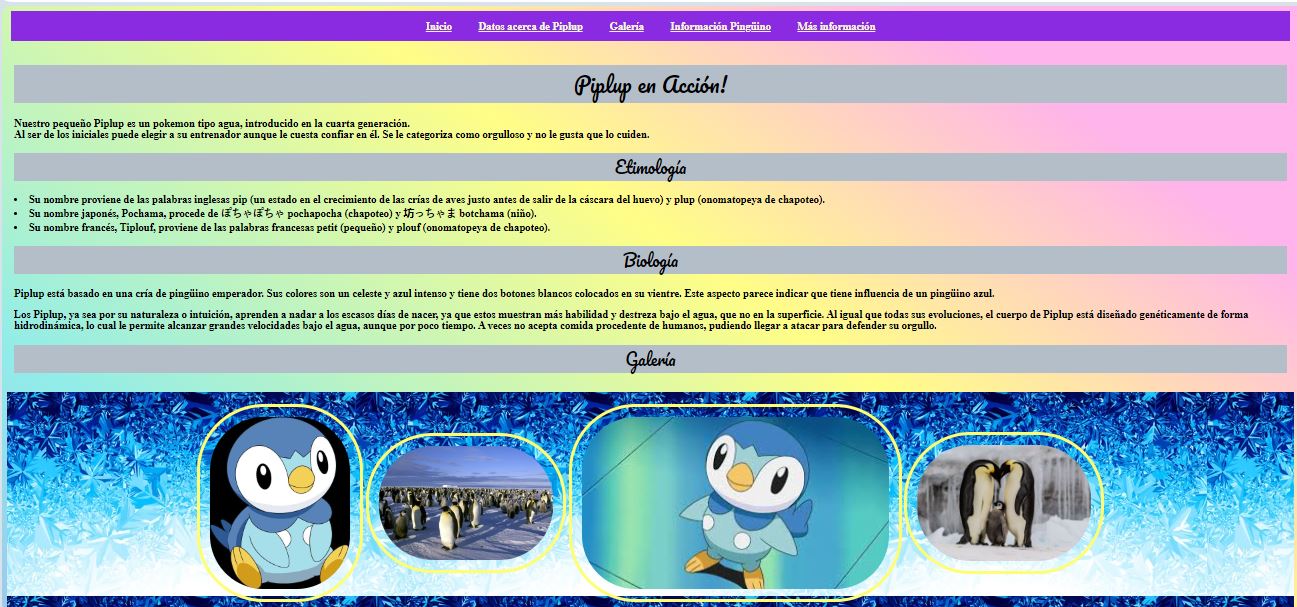 Inicio Datos acerca de Piplup Galería Información Pingüino Más información
Piplup en Acción!
Nuestro pequeño Piplup es un pokemon tipo agua, introducido en la cuarta generación.
Al ser de los iniciales puede elegir a su entrenador aunque le cuesta confiar en él. Se le categoriza como orgulloso y no le gusta que lo cuiden.
Etimología
• Su nombre proviene de las palabras inglesas pip (un estado en el crecimiento de las crías de aves justo antes de salir de la cáscara del huevo) y plup (onomatopeya de chapoteo).
• Su nombre japonés, Pochama, procede de ぽちゃぽちゃ pochapocha (chapoteo) y 坊っちゃま botchama (niño).
• Su nombre francés, Tiplouf, proviene de las palabras francesas petit (pequeño) y plouf (onomatopeya de chapoteo).
Biología
Piplup está basado en una cría de pingüino emperador. Sus colores son un celeste y azul intenso y tiene dos botones blancos colocados en su vientre. Este aspecto parece indicar que tiene influencia de un pingüino azul.
Los Piplup, ya sea por su naturaleza o intuición, aprenden a nadar a los escasos días de nacer, ya que estos muestran más habilidad y destreza bajo el agua, que no en la superficie. Al igual que todas sus evoluciones, el cuerpo de Piplup está diseñado genéticamente de forma
hidrodinámica, lo cual le permite alcanzar grandes velocidades bajo el agua, aunque por poco tiempo. A veces no acepta comida procedente de humanos, pudiendo llegar a atacar para defender su orgullo.
Galería